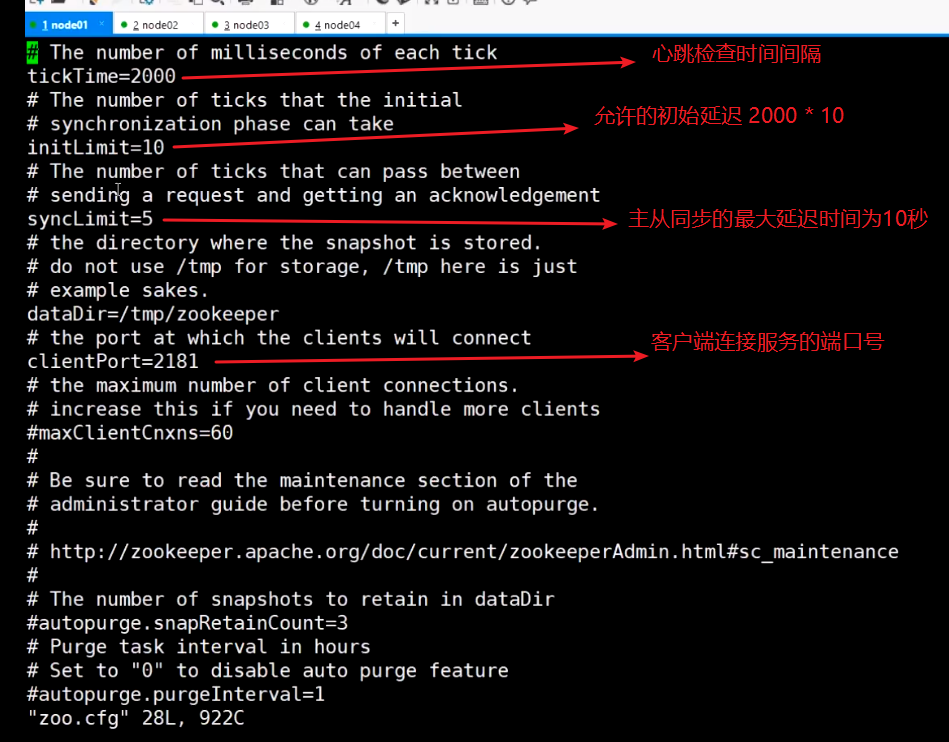 1 node01
2 node02
3 node03
4 node04
+
# The number of milliseconds of each tick
心跳检查时间间隔
tickTime=2000
# The number of ticks that the initial
允许的初始延迟 2000 * 10
# synchronization phase can take
initLimit=10
# The number of ticks that can pass between
# sending a request and getting an acknowledgement
syncLimit=5
主从同步的最大延迟时间为10秒
# the directory where the snapshot is stored.
# do not use /tmp for storage, /tmp here is just
# example sakes.
dataDir=/tmp/zookeeper
# the port at which the clients will connect
客户端连接服务的端口号
clientPort=2181
# the maximum number of client connections.
# increase this if you need to handle more clients
#maxClientCnxns=60
#
# Be sure to read the maintenance section of the
# administrator guide before turning on autopurge.
#
# http://zookeeper.apache.org/doc/current/zookeeperAdmin.html#sc_maintenance
#
# The number of snapshots to retain in dataDir
#autopurge.snapRetainCount=3
# Purge task interval in hours
# Set to "0" to disable auto purge feature
#autopurge.purgeInterval=1
"zoo.cfg" 28L, 922C